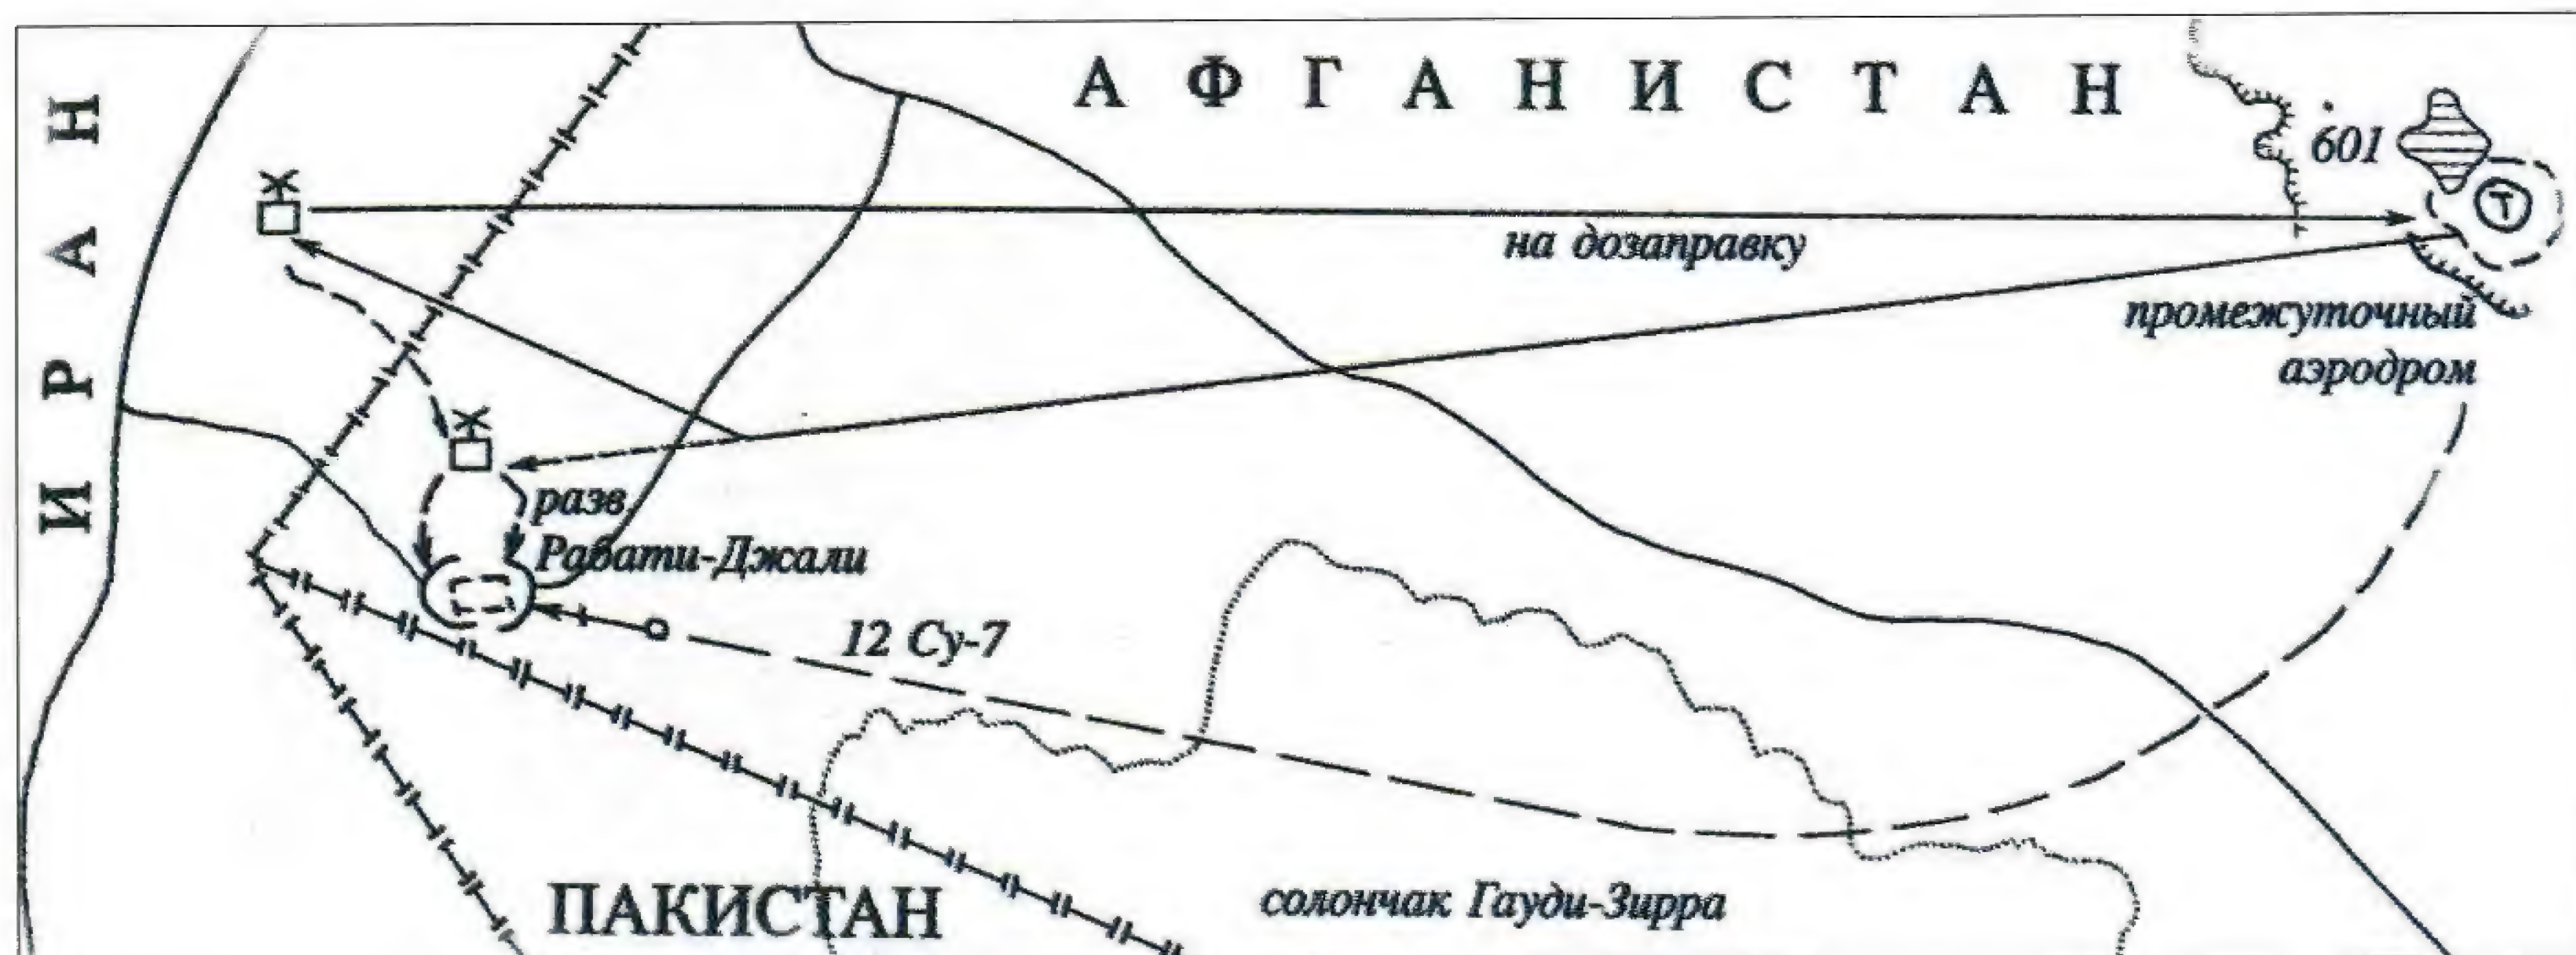 ИРАН
АФГАНИСТАН
601
Т
на дозаправку
промежуточный
аэродром
разв.
Рабати-Джали
12 Су-7
ПАКИСТАН
солончак Гауди-Зирра